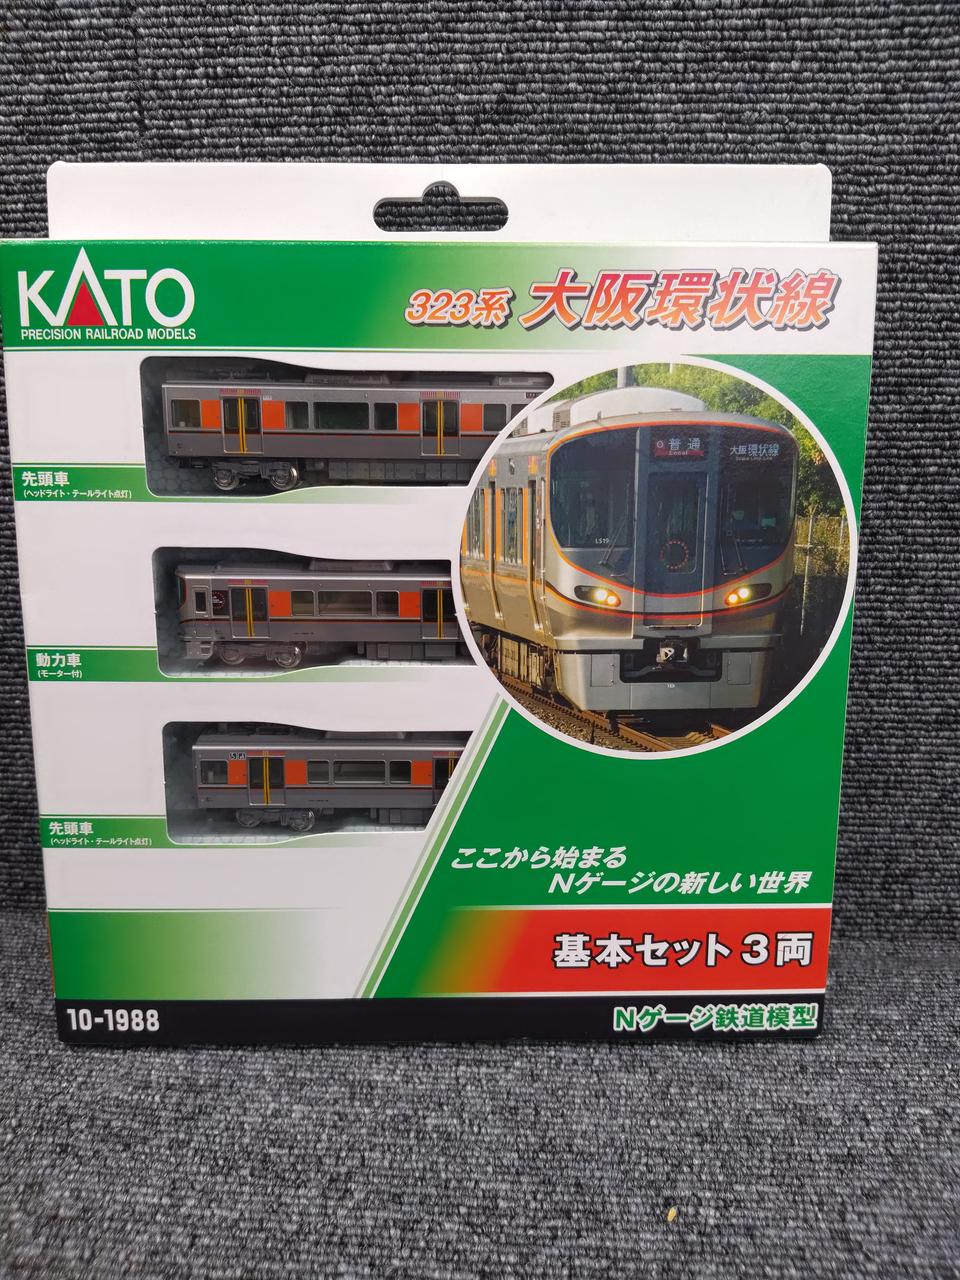 KATO
PRECISION RAILROAD MODELS
323系 大阪環状線
先頭車
(ヘッドライト・テールライト点灯)
普通
Local
大阪環状線
LS19
動力車
(モーター付)
先頭車
(ヘッドライト・テールライト点灯)
ここから始まる
Nゲージの新しい世界
基本セット3両
10-1988
Nゲージ鉄道模型